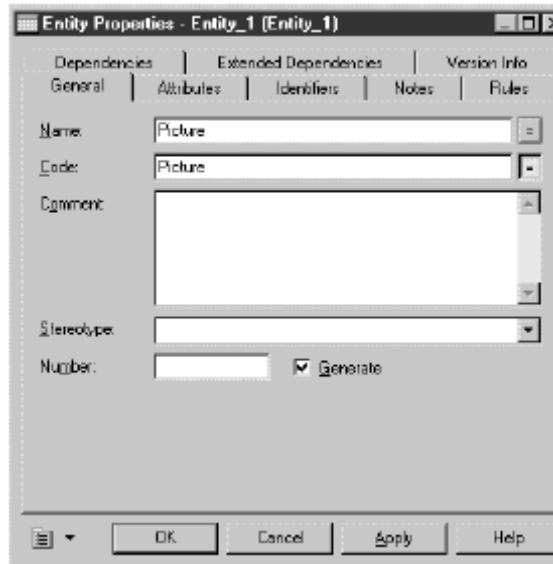 Entity Properties - Entity_1 (Entity_1)
Dependencies Extended Dependencies Version Info
General Attributes Identifiers Notes Rules
Name: Picture =
Code: Picture =
Comment:
Stereotype:
Number: Generate
OK Cancel Apply Help